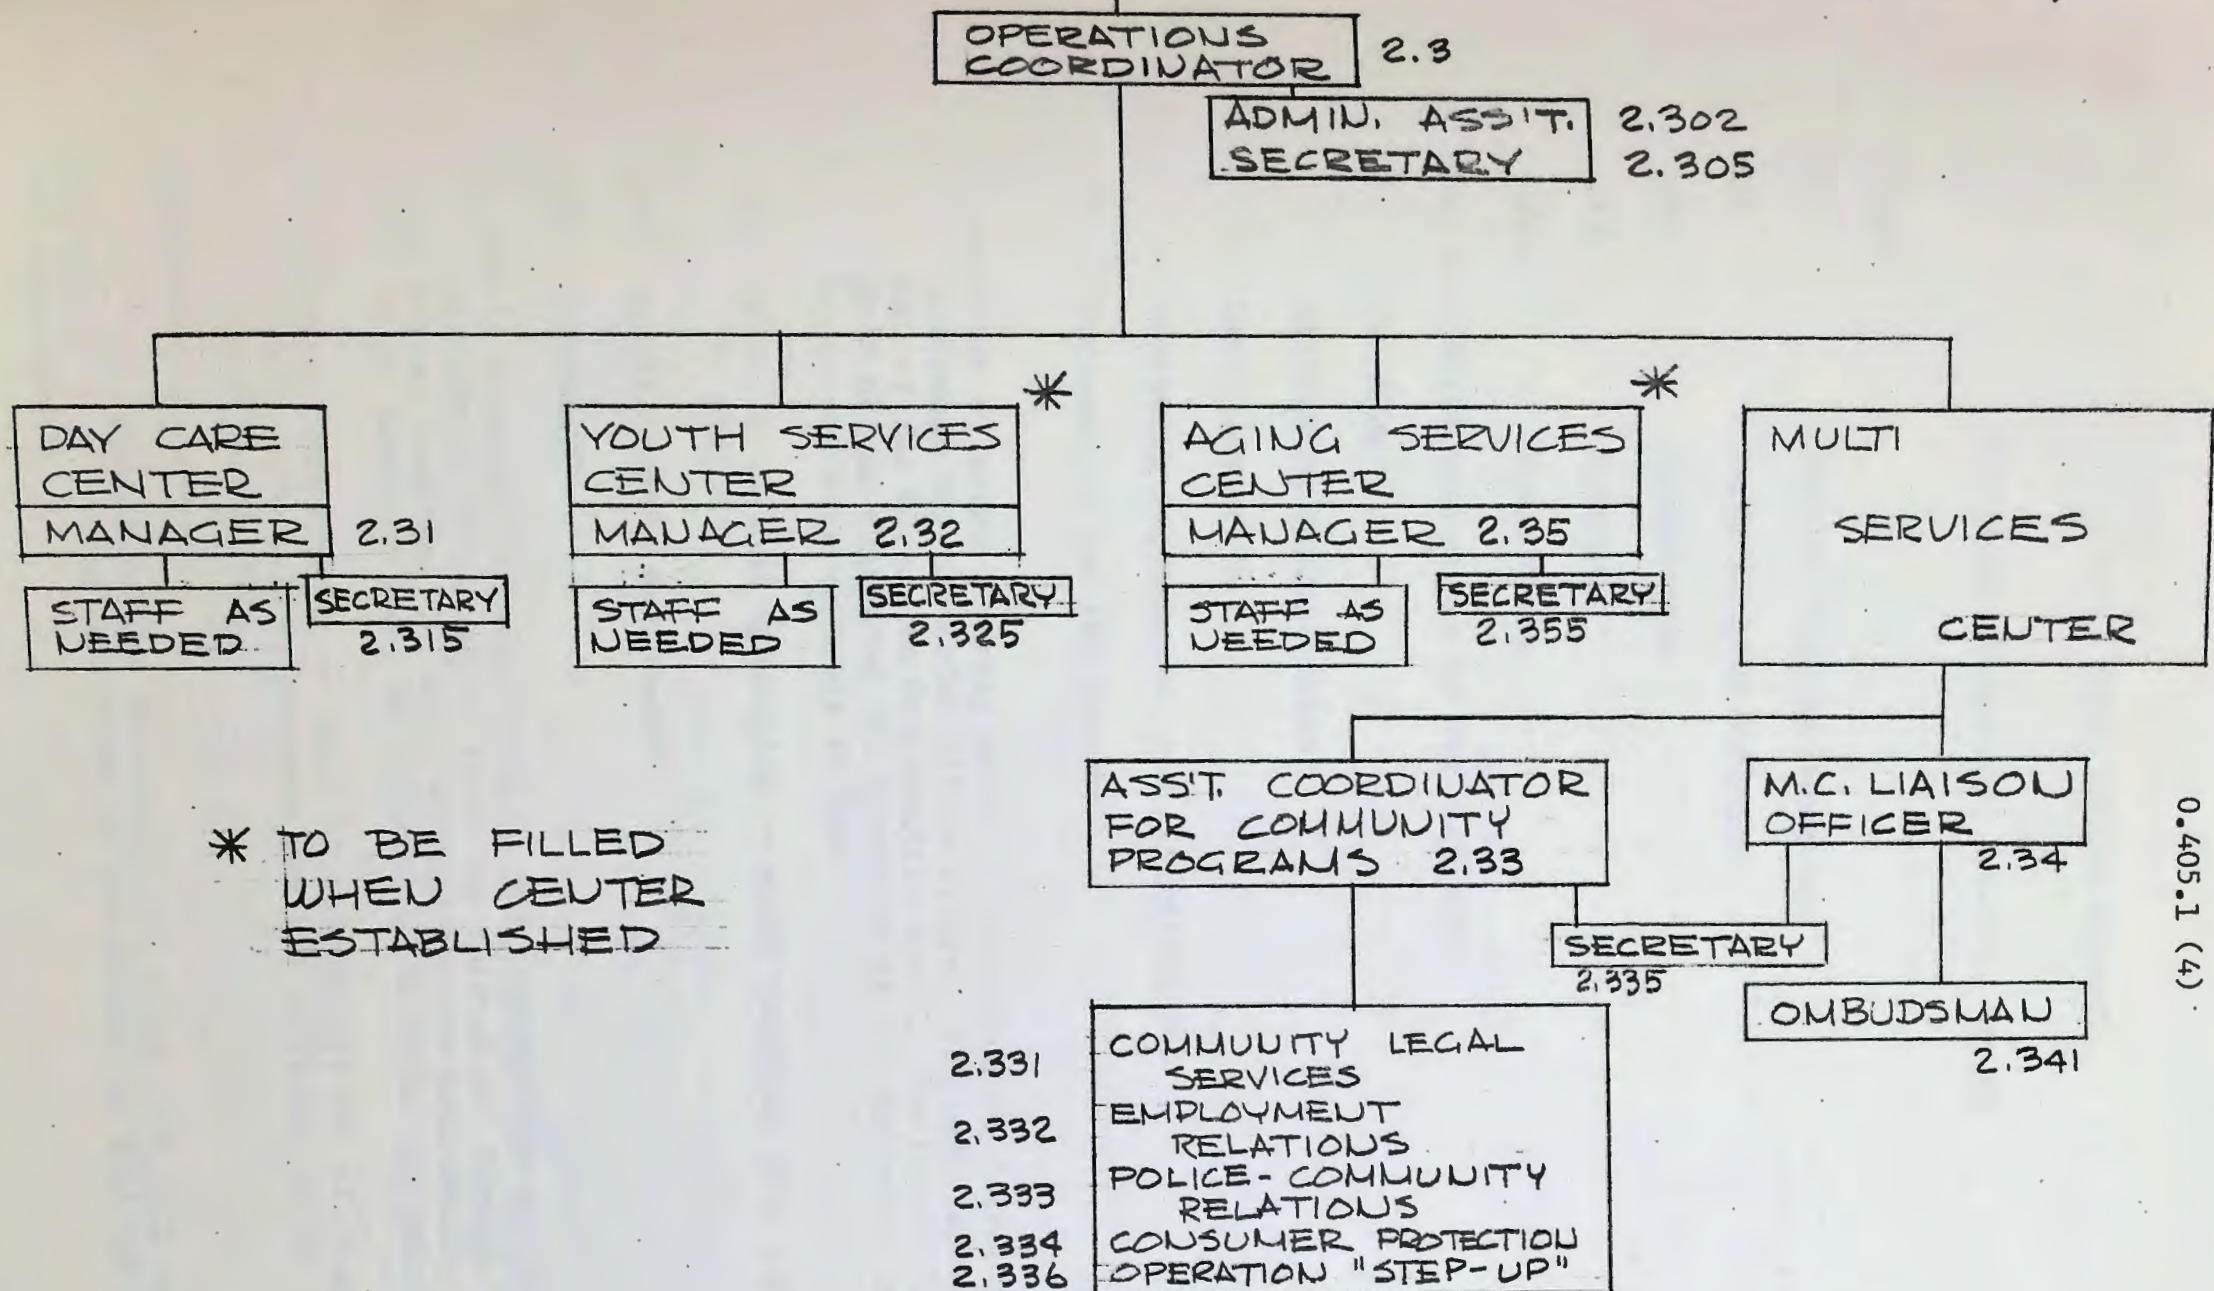 OPERATIONS
COORDINATOR 2.3
ADMIN. ASS'T. 2.302
SECRETARY 2.305
DAY CARE
CENTER
MANAGER 2.31
STAFF AS
NEEDED
SECRETARY
2.315
*
YOUTH SERVICES
CENTER
MANAGER 2.32
STAFF AS
NEEDED
SECRETARY
2.325
*
AGING SERVICES
CENTER
MANAGER 2.35
STAFF AS
NEEDED
SECRETARY
2.355
MULTI
SERVICES
CENTER
ASS'T. COORDINATOR
FOR COMMUNITY
PROGRAMS 2.33
M.C. LIAISON
OFFICER
2.34
SECRETARY
2.335
OMBUDSMAN
2.341
* TO BE FILLED
WHEN CENTER
ESTABLISHED
2.331 COMMUNITY LEGAL
SERVICES
2.332 EMPLOYMENT
RELATIONS
2.333 POLICE-COMMUNITY
RELATIONS
2.334 CONSUMER PROTECTION
2.336 OPERATION "STEP-UP"
0.405.1 (4)